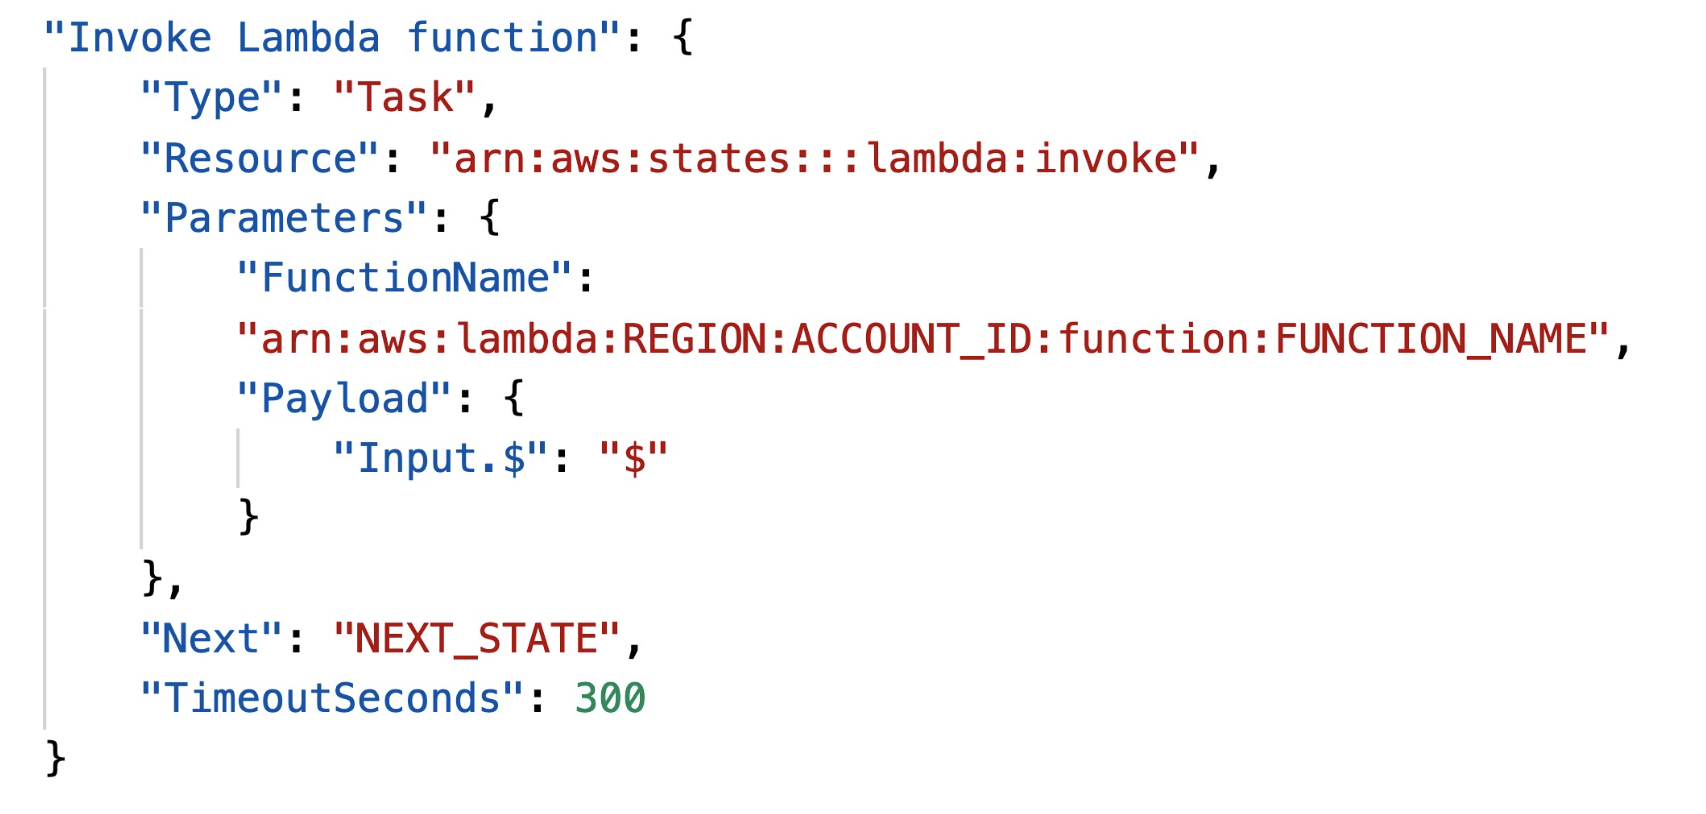 "Invoke Lambda function": {
"Type": "Task",
"Resource": "arn:aws:states:::lambda:invoke",
"Parameters": {
"FunctionName":
"arn:aws:lambda:REGION:ACCOUNT_ID:function:FUNCTION_NAME",
"Payload": {
"Input.$": "$"
}
},
"Next": "NEXT_STATE",
"TimeoutSeconds": 300
}